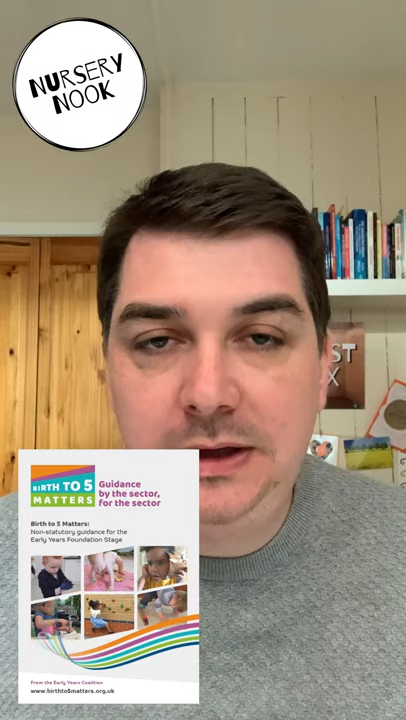 NURSERY
NOOK
ST
X
BIRTH TO 5
MATTERS
Guidance
by the sector,
for the sector
Birth to 5 Matters:
Non-statutory guidance for the
Early Years Foundation Stage
From the Early Years Coalition
www.birthto5matters.org.uk